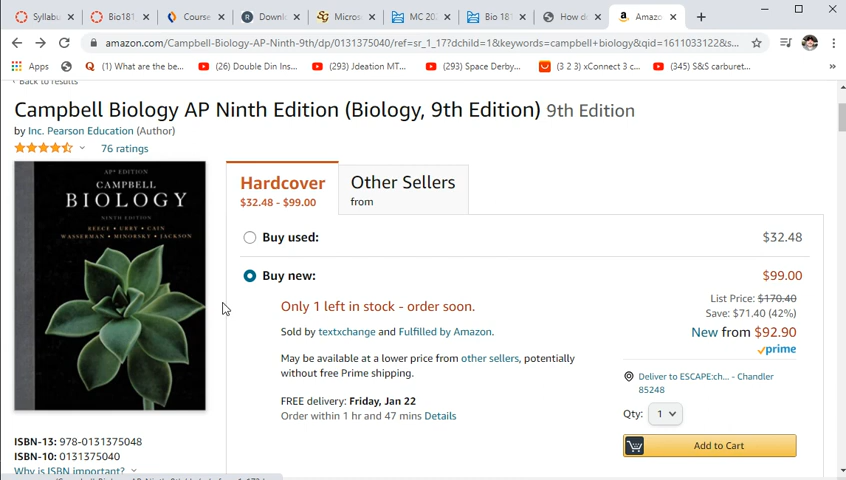 Syllabu
Bio181
Course
Downl
Micros
MC 202
Bio 181
How d
Amazo
amazon.com/Campbell-Biology-AP-Ninth-9th/dp/0131375040/ref=sr_1_17?dchild=1&keywords=campbell+biology&qid=1611033122&s...
Apps
(1) What are the be...
(26) Double Din Ins...
(293) Jdeation MT...
(293) Space Derby...
(3 2 3) xConnect 3 c...
(345) S&S carburet...
‹ Back to results
Campbell Biology AP Ninth Edition (Biology, 9th Edition) 9th Edition
by Inc. Pearson Education (Author)
76 ratings
AP* EDITION
CAMPBELL
BIOLOGY
NINTH EDITION
REECE • URRY • CAIN
WASSERMAN • MINORSKY • JACKSON
Hardcover
$32.48 - $99.00
Other Sellers
from
Buy used:
$32.48
Buy new:
$99.00
Only 1 left in stock - order soon.
List Price: $170.40
Save: $71.40 (42%)
Sold by textxchange and Fulfilled by Amazon.
New from $92.90
prime
May be available at a lower price from other sellers, potentially
without free Prime shipping.
Deliver to ESCAPE:ch... - Chandler
85248
FREE delivery: Friday, Jan 22
Order within 1 hr and 47 mins Details
Qty: 1
Add to Cart
ISBN-13: 978-0131375048
ISBN-10: 0131375040
Why is ISBN important?